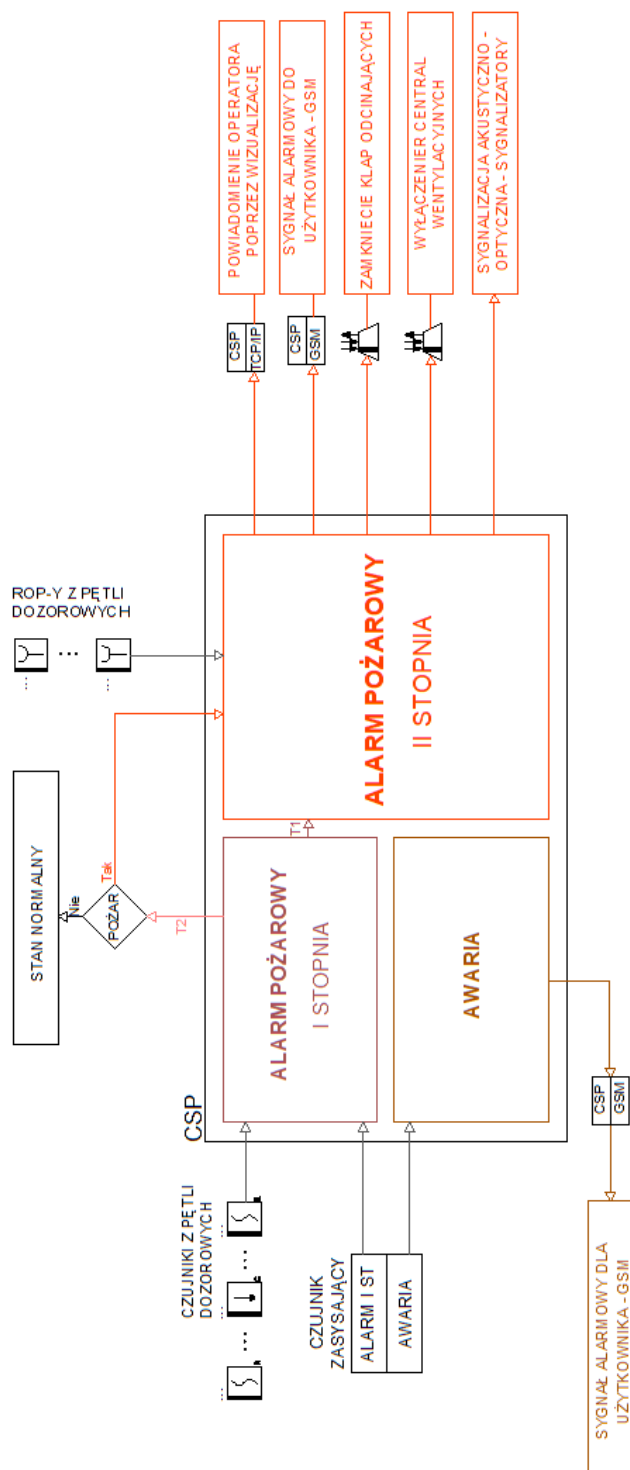 STAN NORMALNY
ROP-Y Z PĘTLI
DOZOROWYCH
...
...
...
Nie
Tak
POŻAR
T2
CZUJNIKI Z PĘTLI
DOZOROWYCH
...
...
...
...
...
CZUJNIK
ZASYSAJĄCY
ALARM I ST
AWARIA
CSP
ALARM POŻAROWY
I STOPNIA
T1
ALARM POŻAROWY
II STOPNIA
AWARIA
CSP
TCP/IP
POWIADOMIENIE OPERATORA
POPRZEZ WIZUALIZACJĘ
CSP
GSM
SYGNAŁ ALARMOWY DO
UŻYTKOWNIKA - GSM
ZAMKNIECIE KLAP ODCINAJĄCYCH
WYŁĄCZENIER CENTRAL
WENTYLACYJNYCH
SYGNALIZACJA AKUSTYCZNO -
OPTYCZNA - SYGNALIZATORY
CSP
GSM
SYGNAŁ ALARMOWY DLA
UŻYTKOWNIKA - GSM